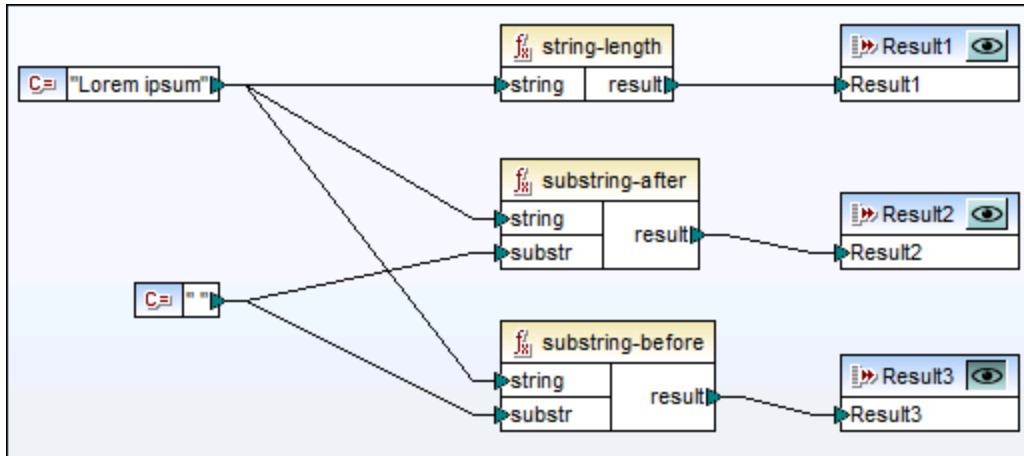 string-length
Result1
C= "Lorem ipsum"
string result
Result1
substring-after
string
substr
result
Result2
Result2
C= " "
substring-before
string
substr
result
Result3
Result3